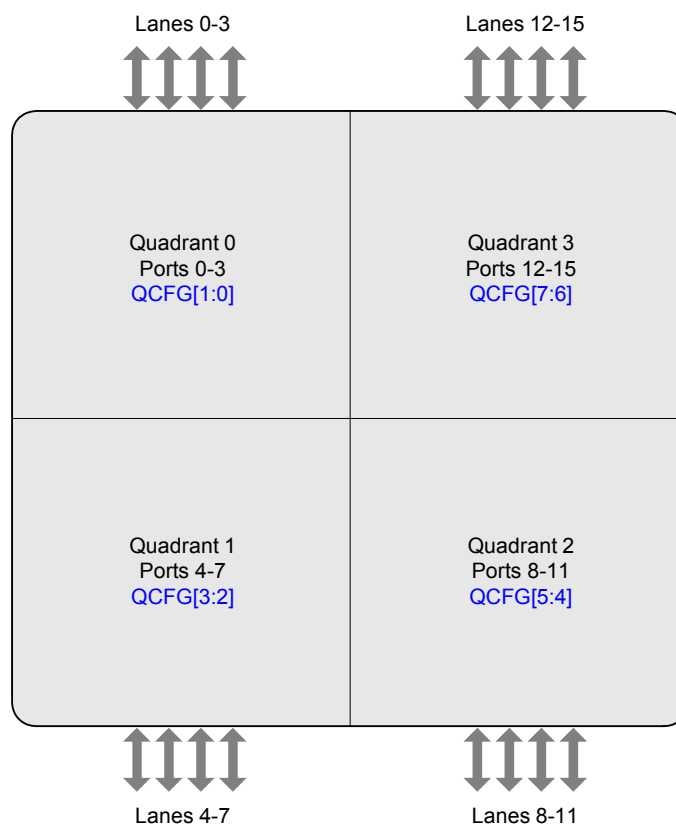 Lanes 0-3
Lanes 12-15
Quadrant 0
Ports 0-3
QCFG[1:0]
Quadrant 3
Ports 12-15
QCFG[7:6]
Quadrant 1
Ports 4-7
QCFG[3:2]
Quadrant 2
Ports 8-11
QCFG[5:4]
Lanes 4-7
Lanes 8-11